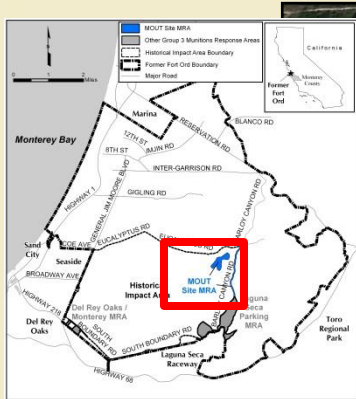 MOUT Site MRA
Other Group 3 Munitions Response Areas
Historical Impact Area Boundary
Former Fort Ord Boundary
Major Road
California
Monterey
County
Former
Fort
Ord
0 1 2
Miles
Monterey Bay
Marina
BLANCO RD
RESERVATION RD
12TH ST
IMJIN RD
8TH ST
INTER-GARRISON RD
HIGHWAY 1
GENERAL JIM MOORE BLVD
GIGLING RD
BARLOY CANYON RD
EUCALYPTUS RD
Sand
City
COE AVE
Seaside
BROADWAY AVE
Historical
Impact Area
MOUT
Site MRA
HIGHWAY 218
Del Rey Oaks /
Monterey MRA
Del Rey
Oaks
SOUTH
BOUNDARY RD
SOUTH BOUNDARY RD
Laguna
Seca
Parking
MRA
Laguna Seca
Raceway
HIGHWAY 68
Toro
Regional
Park